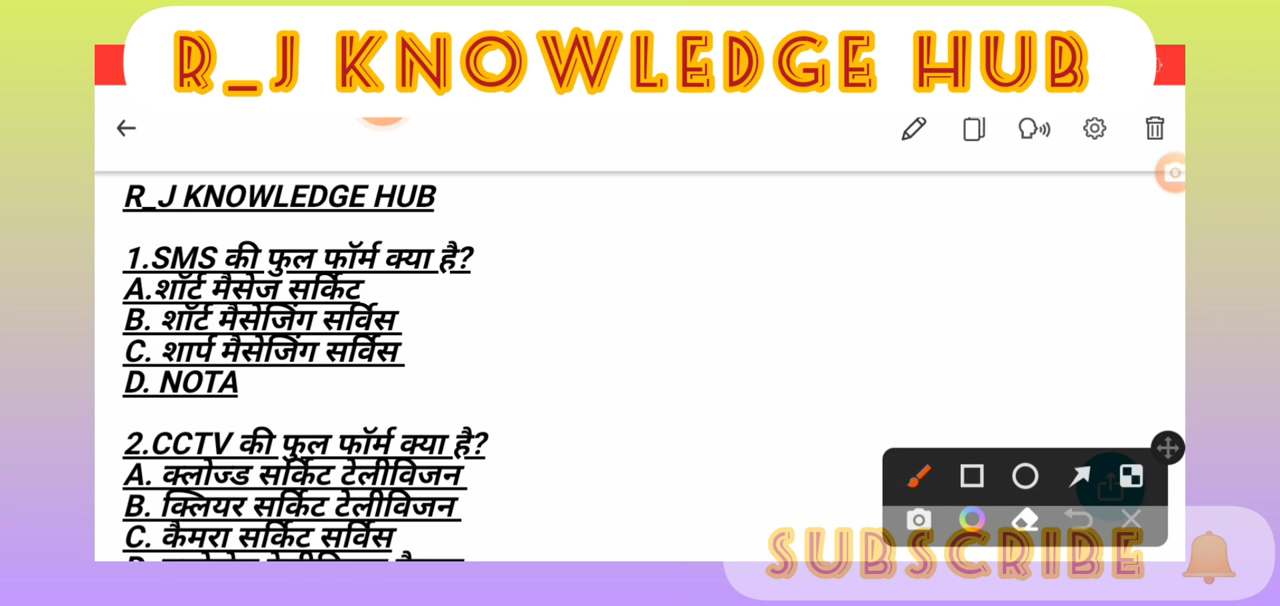 R_J KNOWLEDGE HUB
R_J KNOWLEDGE HUB
1.SMS की फुल फॉर्म क्या है?
A.शॉर्ट मैसेज सर्किट
B. शॉर्ट मैसेजिंग सर्विस
C. शार्प मैसेजिंग सर्विस
D. NOTA
2.CCTV की फुल फॉर्म क्या है?
A. क्लोज्ड सर्किट टेलीविजन
B. क्लियर सर्किट टेलीविजन
C. कैमरा सर्किट सर्विस
SUBSCRIBE